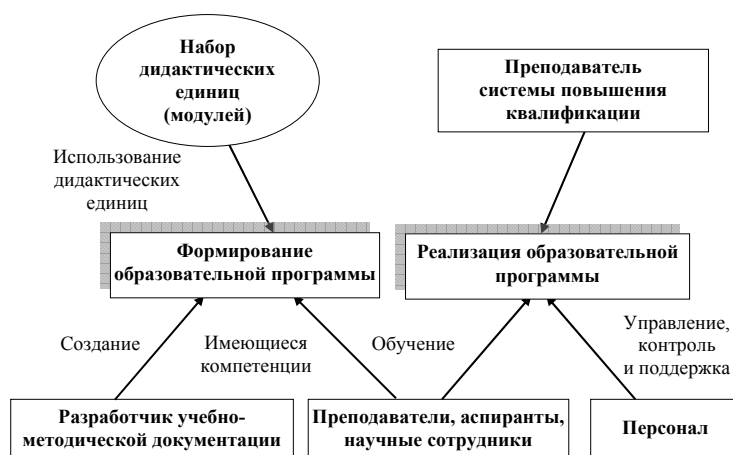 Набор
дидактических
единиц
(модулей)
Преподаватель
системы повышения
квалификации
Использование
дидактических
единиц
Формирование
образовательной программы
Реализация образовательной
программы
Создание
Имеющиеся
компетенции
Обучение
Управление,
контроль
и поддержка
Разработчик учебно-
методической документации
Преподаватели, аспиранты,
научные сотрудники
Персонал